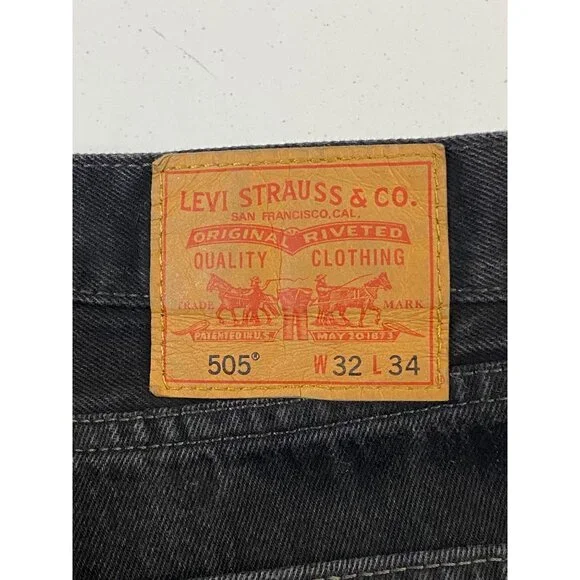 LEVI STRAUSS & CO.
SAN FRANCISCO, CAL.
ORIGINAL RIVETED
QUALITY CLOTHING
TRADE MARK
PATENTED IN U.S. MAY 20 1873
505® W 32 L 34
®